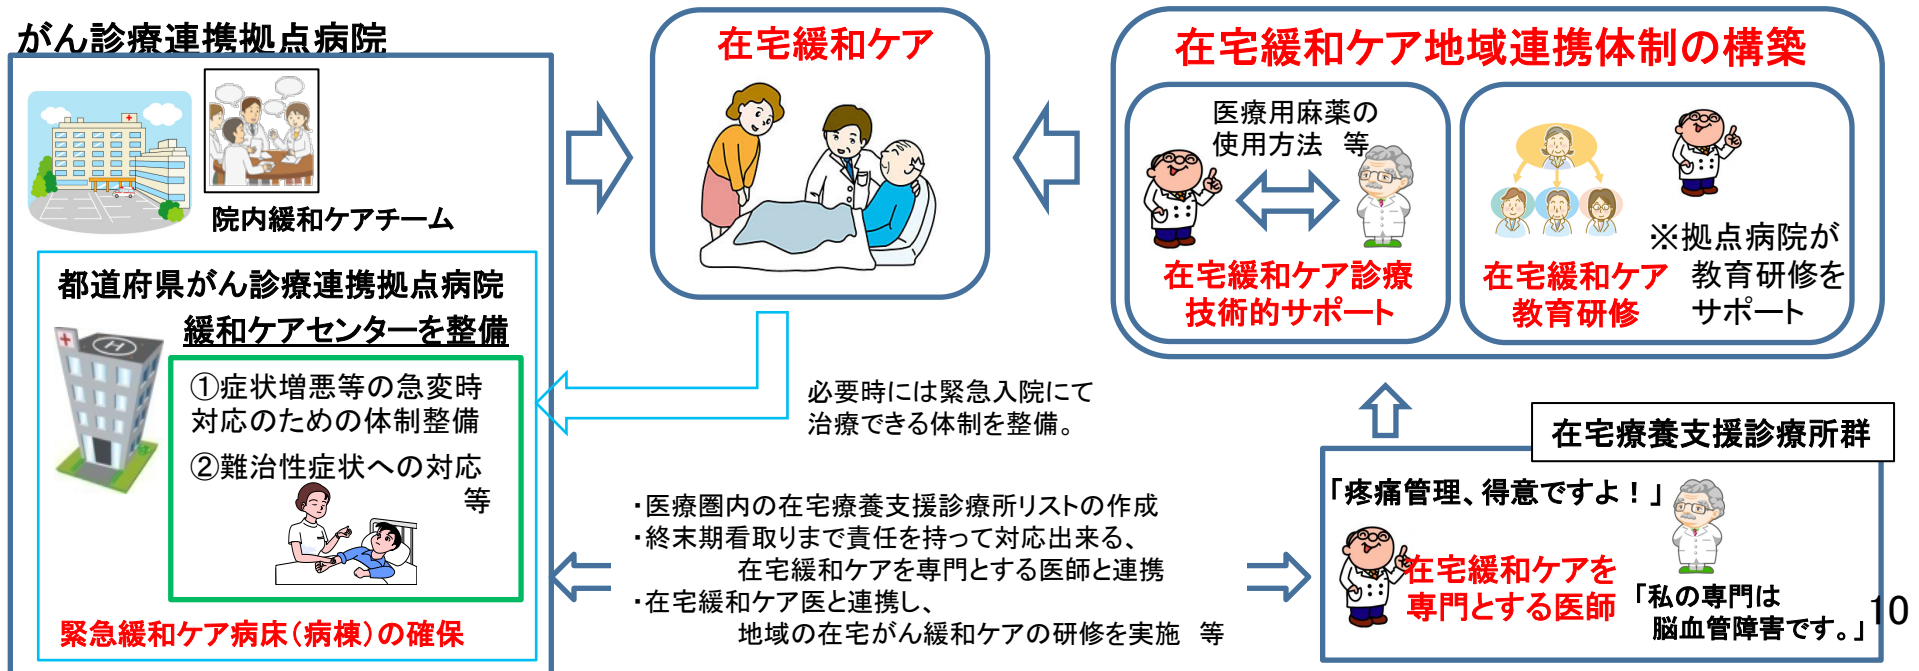 がん診療連携拠点病院
院内緩和ケアチーム
都道府県がん診療連携拠点病院
緩和ケアセンターを整備
①症状増悪等の急変時
対応のための体制整備
②難治性症状への対応
等
緊急緩和ケア病床(病棟)の確保
在宅緩和ケア
必要時には緊急入院にて
治療できる体制を整備。
・医療圏内の在宅療養支援診療所リストの作成
・終末期看取りまで責任を持って対応出来る、
在宅緩和ケアを専門とする医師と連携
・在宅緩和ケア医と連携し、
地域の在宅がん緩和ケアの研修を実施 等
在宅緩和ケア地域連携体制の構築
医療用麻薬の
使用方法 等
在宅緩和ケア診療
技術的サポート
在宅緩和ケア
教育研修
※拠点病院が
教育研修を
サポート
在宅療養支援診療所群
「疼痛管理、得意ですよ！」
在宅緩和ケアを
専門とする医師
「私の専門は
脳血管障害です。」
10